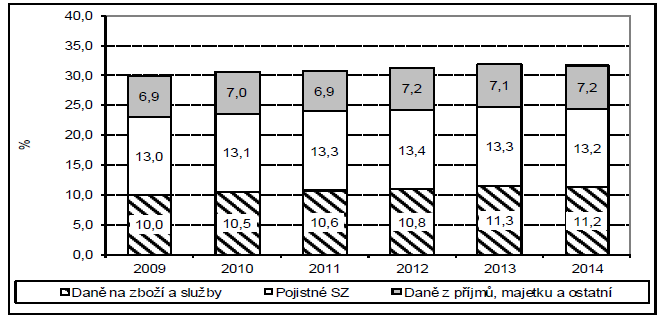 40,0
35,0
30,0
25,0
20,0
15,0
10,0
5,0
0,0
%
6,9 7,0 6,9 7,2 7,1 7,2
13,0 13,1 13,3 13,4 13,3 13,2
10,0 10,5 10,6 10,8 11,3 11,2
2009 2010 2011 2012 2013 2014
Daně na zboží a služby Pojistné SZ Daně z příjmů, majetku a ostatní